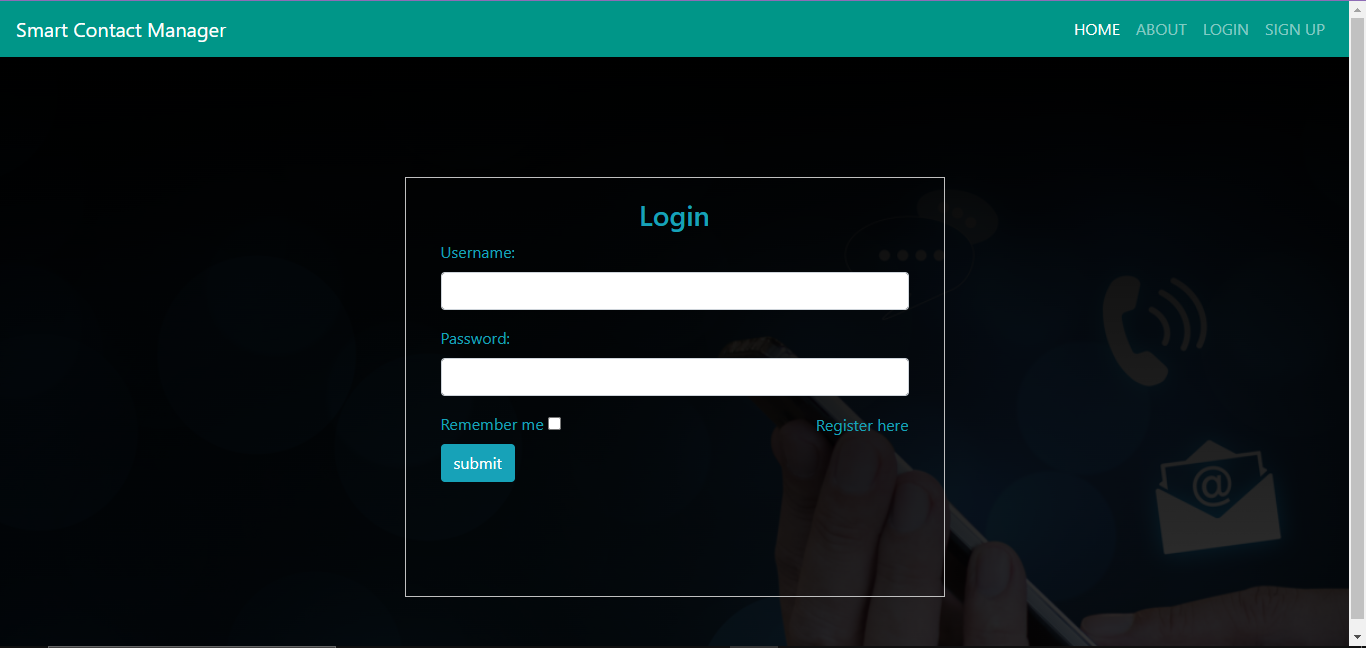 Smart Contact Manager
HOME ABOUT LOGIN SIGN UP
Login
Username:
Password:
Remember me Register here
submit
@